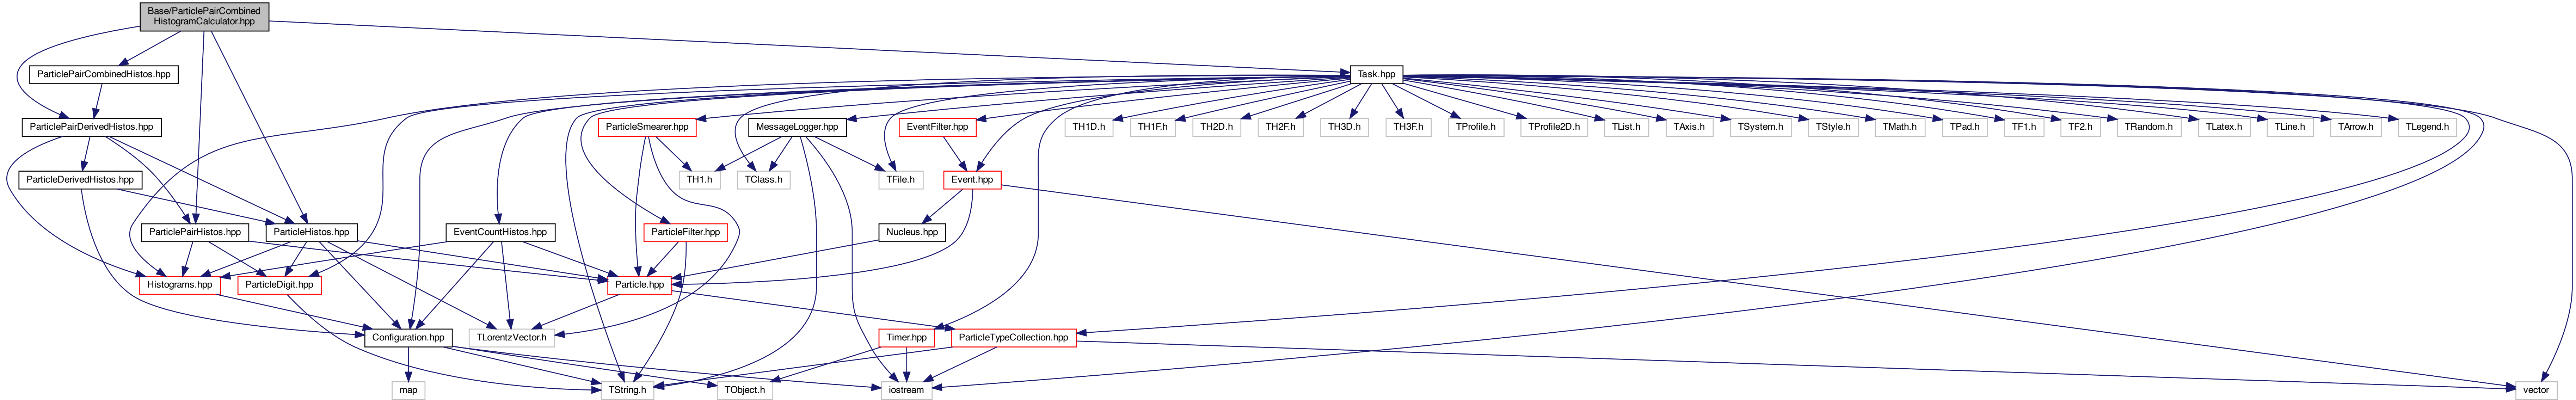 Base/ParticlePairCombined
HistogramCalculator.hpp
ParticlePairCombinedHistos.hpp
Task.hpp
ParticlePairDerivedHistos.hpp
ParticleSmearer.hpp
MessageLogger.hpp
EventFilter.hpp
TH1D.h
TH1F.h
TH2D.h
TH2F.h
TH3D.h
TH3F.h
TProfile.h
TProfile2D.h
TList.h
TAxis.h
TSystem.h
TStyle.h
TMath.h
TPad.h
TF1.h
TF2.h
TRandom.h
TLatex.h
TLine.h
TArrow.h
TLegend.h
ParticleDerivedHistos.hpp
TH1.h
TClass.h
TFile.h
Event.hpp
ParticlePairHistos.hpp
ParticleHistos.hpp
EventCountHistos.hpp
ParticleFilter.hpp
Nucleus.hpp
Histograms.hpp
ParticleDigit.hpp
Particle.hpp
Configuration.hpp
TLorentzVector.h
Timer.hpp
ParticleTypeCollection.hpp
map
TString.h
TObject.h
iostream
vector